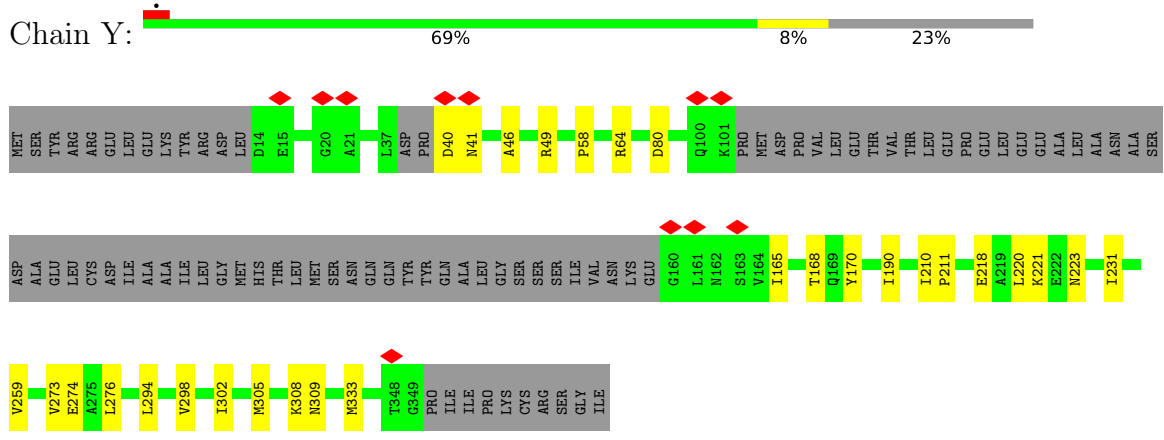 Chain Y:
69% 8% 23%
MET SER TYR ARG ARG GLU LEU GLU LYS TYR ARG ASP LEU D14 E15 G20 A21 L37 ASP PRO D40 N41 A46 R49 P58 R64 D80 Q100 K101 PRO MET ASP PRO VAL LEU GLU THR VAL THR LEU GLU PRO GLU LEU GLU GLU ALA LEU ALA ASN ALA SER
ASP ALA GLU LEU CYS ASP ILE ALA ALA ILE LEU GLY MET HIS THR LEU MET SER ASN GLN GLN TYR TYR GLN ALA LEU GLY SER SER SER ILE VAL ASN LYS GLU G160 L161 N162 S163 V164 I165 T168 Q169 Y170 I190 I210 P211 E218 A219 L220 K221 E222 N223 I231
V259 V273 E274 A275 L276 L294 V298 I302 M305 K308 N309 M333 T348 G349 PRO ILE ILE PRO LYS CYS ARG SER GLY ILE